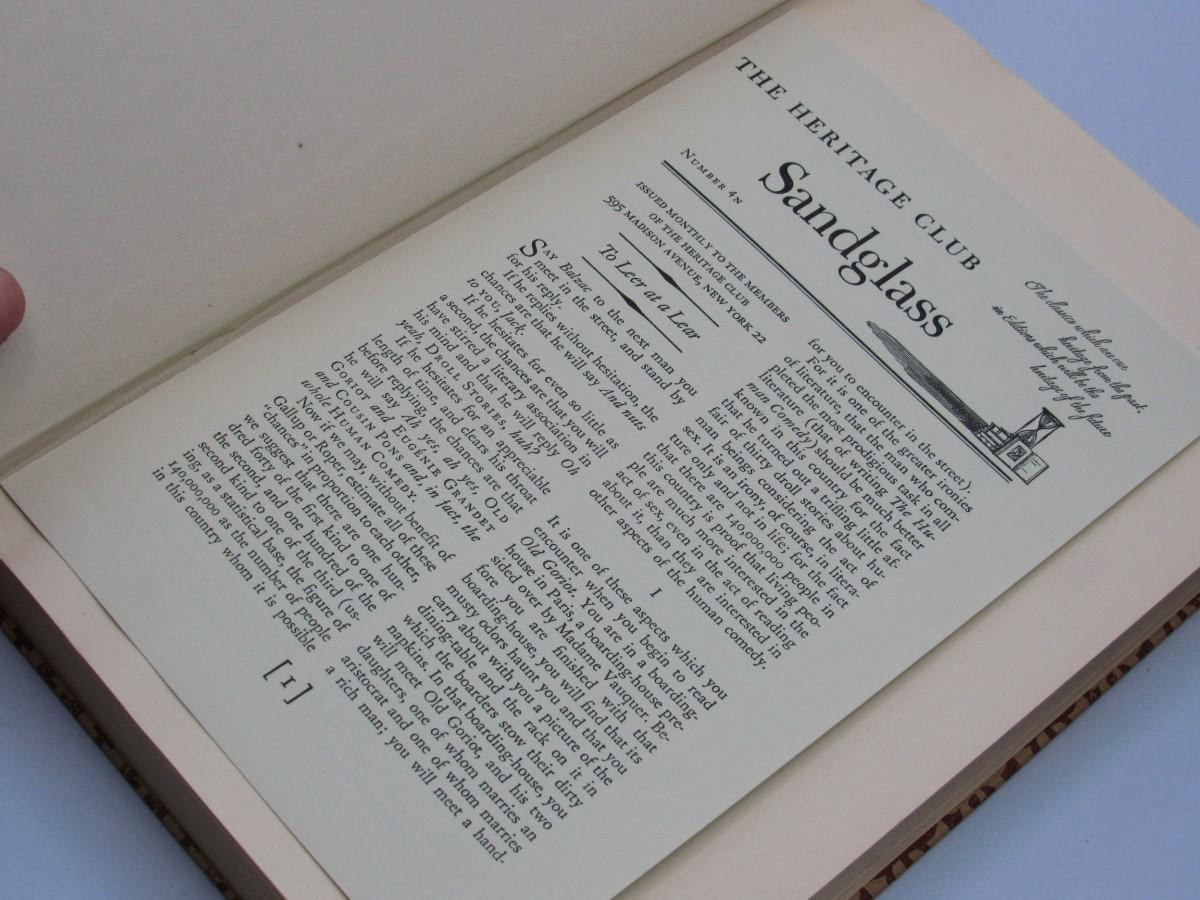 THE HERITAGE CLUB
Sandglass
The classics which are our
heritage from the past,
in Editions which will be the
heritage of the future
NUMBER 4N
ISSUED MONTHLY TO THE MEMBERS
OF THE HERITAGE CLUB
595 MADISON AVENUE, NEW YORK 22
To Leer at a Lear
SAY Balzac to the next man you
meet in the street, and stand by
for his reply.
If he replies without hesitation, the
chances are that he will say And nuts
to you, Jack.
If he hesitates for even so little as
a second, the chances are that you will
have stirred a literary association in
his mind and that he will reply Oh
yeah, DROLL STORIES, huh?
If he hesitates for an appreciable
length of time, and clears his throat
before replying, the chances are that
he will say Ah yes, ah yes, OLD
GORIOT and EUGÉNIE GRANDET
and COUSIN PONS and, in fact, the
whole HUMAN COMEDY.
Now if we may, without benefit of
Gallup or Roper, estimate all of these
"chances" in proportion to each other,
we suggest that there are one hun-
dred forty of the first kind to one of
the second, and one hundred of the
second kind to one of the third (us-
ing, as a statistical base, the figure of
140,000,000 as the number of people
in this country whom it is possible
for you to encounter in the street).
For it is one of the greater ironies
of literature, that the man who com-
pleted the most prodigious task in all
literature (that of writing The Hu-
man Comedy) should be much better
known in this country for the fact
that he turned out a trifling little af-
fair of thirty droll stories about hu-
man beings considering the act of
sex. It is an irony, of course, in litera-
ture only and not in life; for the fact
that there are 140,000,000 people in
this country is proof that living peo-
ple are much more interested in the
act of sex, even in the act of reading
about it, than they are interested in
other aspects of the human comedy.
I
It is one of these aspects which you
encounter when you begin to read
Old Goriot. You are in a boarding-
house in Paris, a boarding-house pre-
sided over by Madame Vauquer. Be-
fore you are finished with that
boarding-house, you will find that its
musty odors haunt you and that you
carry about with you a picture of the
dining-table and the rack on it in
which the boarders stow their dirty
napkins. In that boarding-house, you
will meet Old Goriot, and his two
daughters, one of whom marries an
aristocrat and one of whom marries
a rich man; you will meet a hand-
[1]